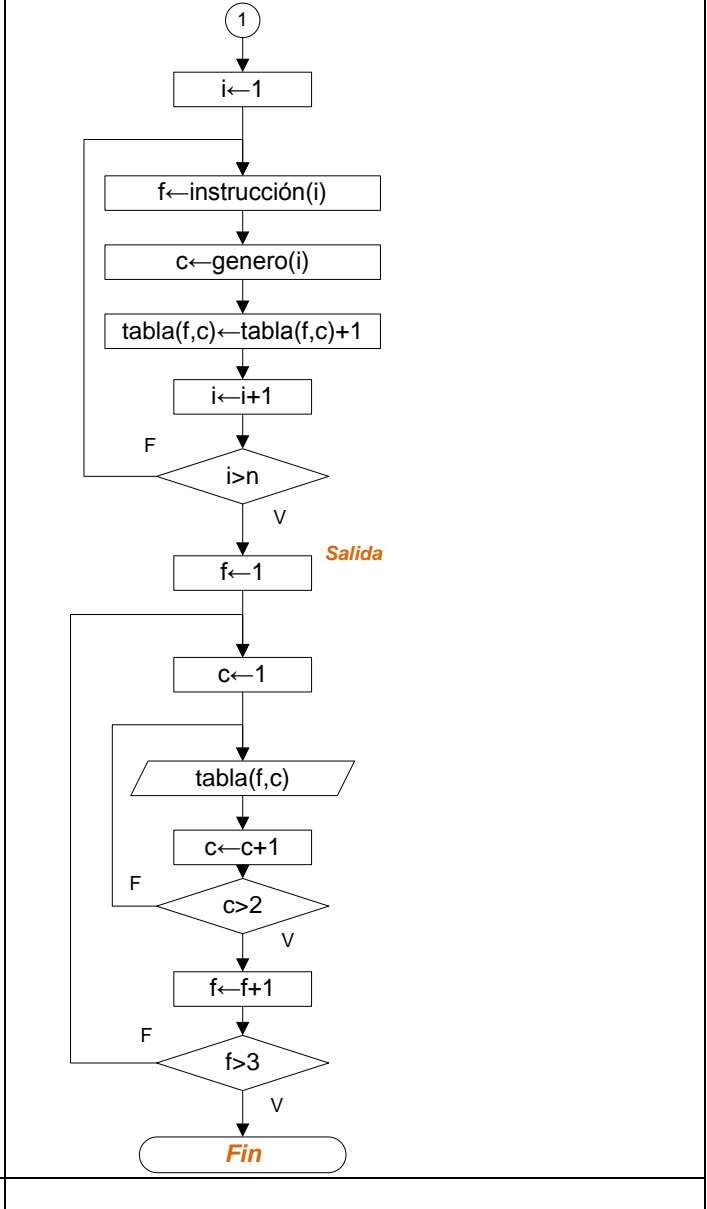 1
i←1
f←instrucción(i)
c←genero(i)
tabla(f,c)←tabla(f,c)+1
i←i+1
F
i>n
V
Salida
f←1
c←1
tabla(f,c)
c←c+1
F
c>2
V
f←f+1
F
f>3
V
Fin